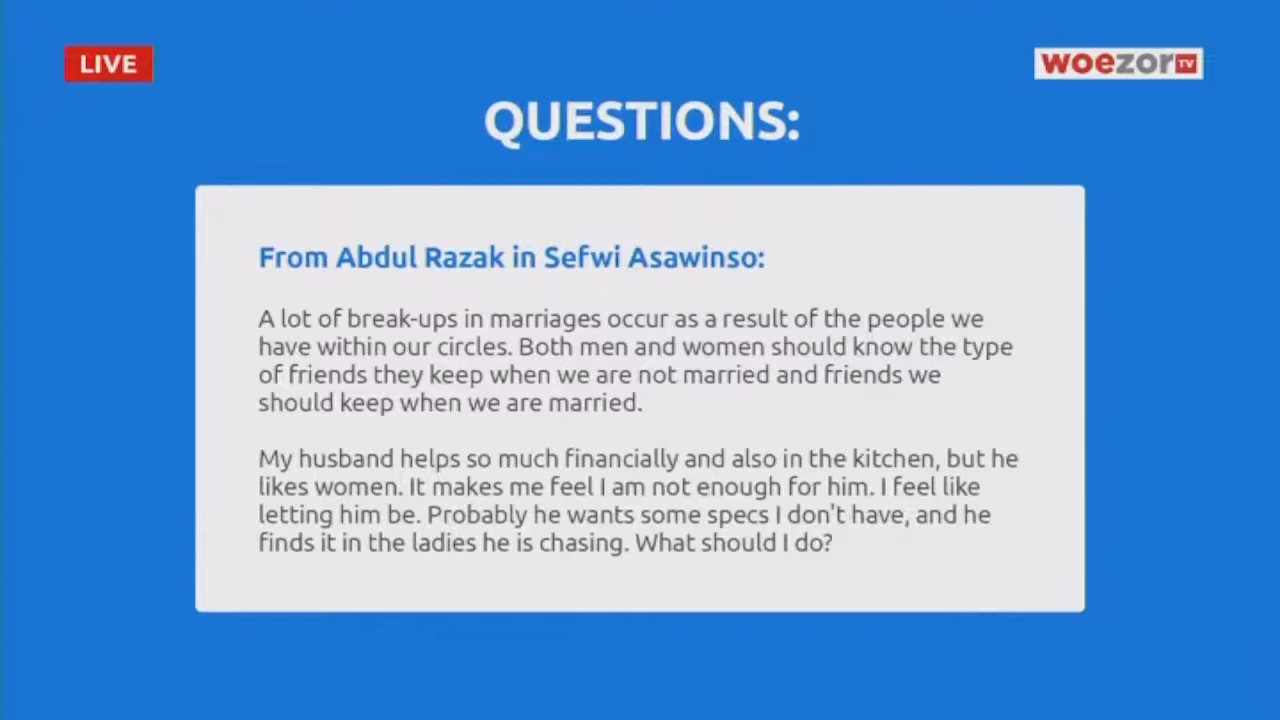 LIVE
woezor TV
QUESTIONS:
From Abdul Razak in Sefwi Asawinso:
A lot of break-ups in marriages occur as a result of the people we
have within our circles. Both men and women should know the type
of friends they keep when we are not married and friends we
should keep when we are married.
My husband helps so much financially and also in the kitchen, but he
likes women. It makes me feel I am not enough for him. I feel like
letting him be. Probably he wants some specs I don't have, and he
finds it in the ladies he is chasing. What should I do?